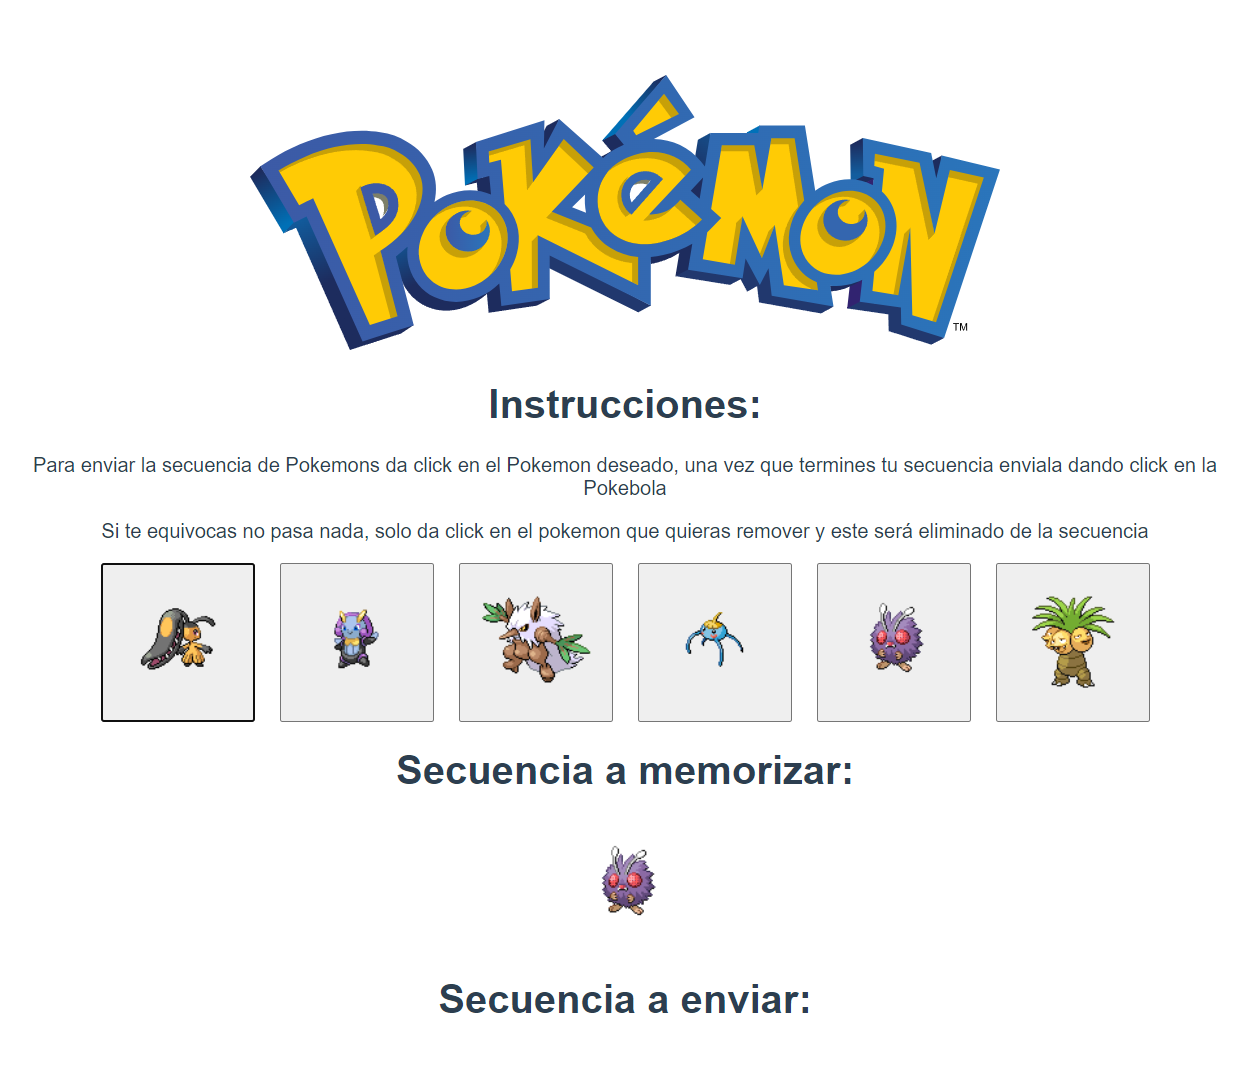 POKéMON
TM
Instrucciones:
Para enviar la secuencia de Pokemons da click en el Pokemon deseado, una vez que termines tu secuencia enviala dando click en la
Pokebola
Si te equivocas no pasa nada, solo da click en el pokemon que quieras remover y este será eliminado de la secuencia
Secuencia a memorizar:
Secuencia a enviar: